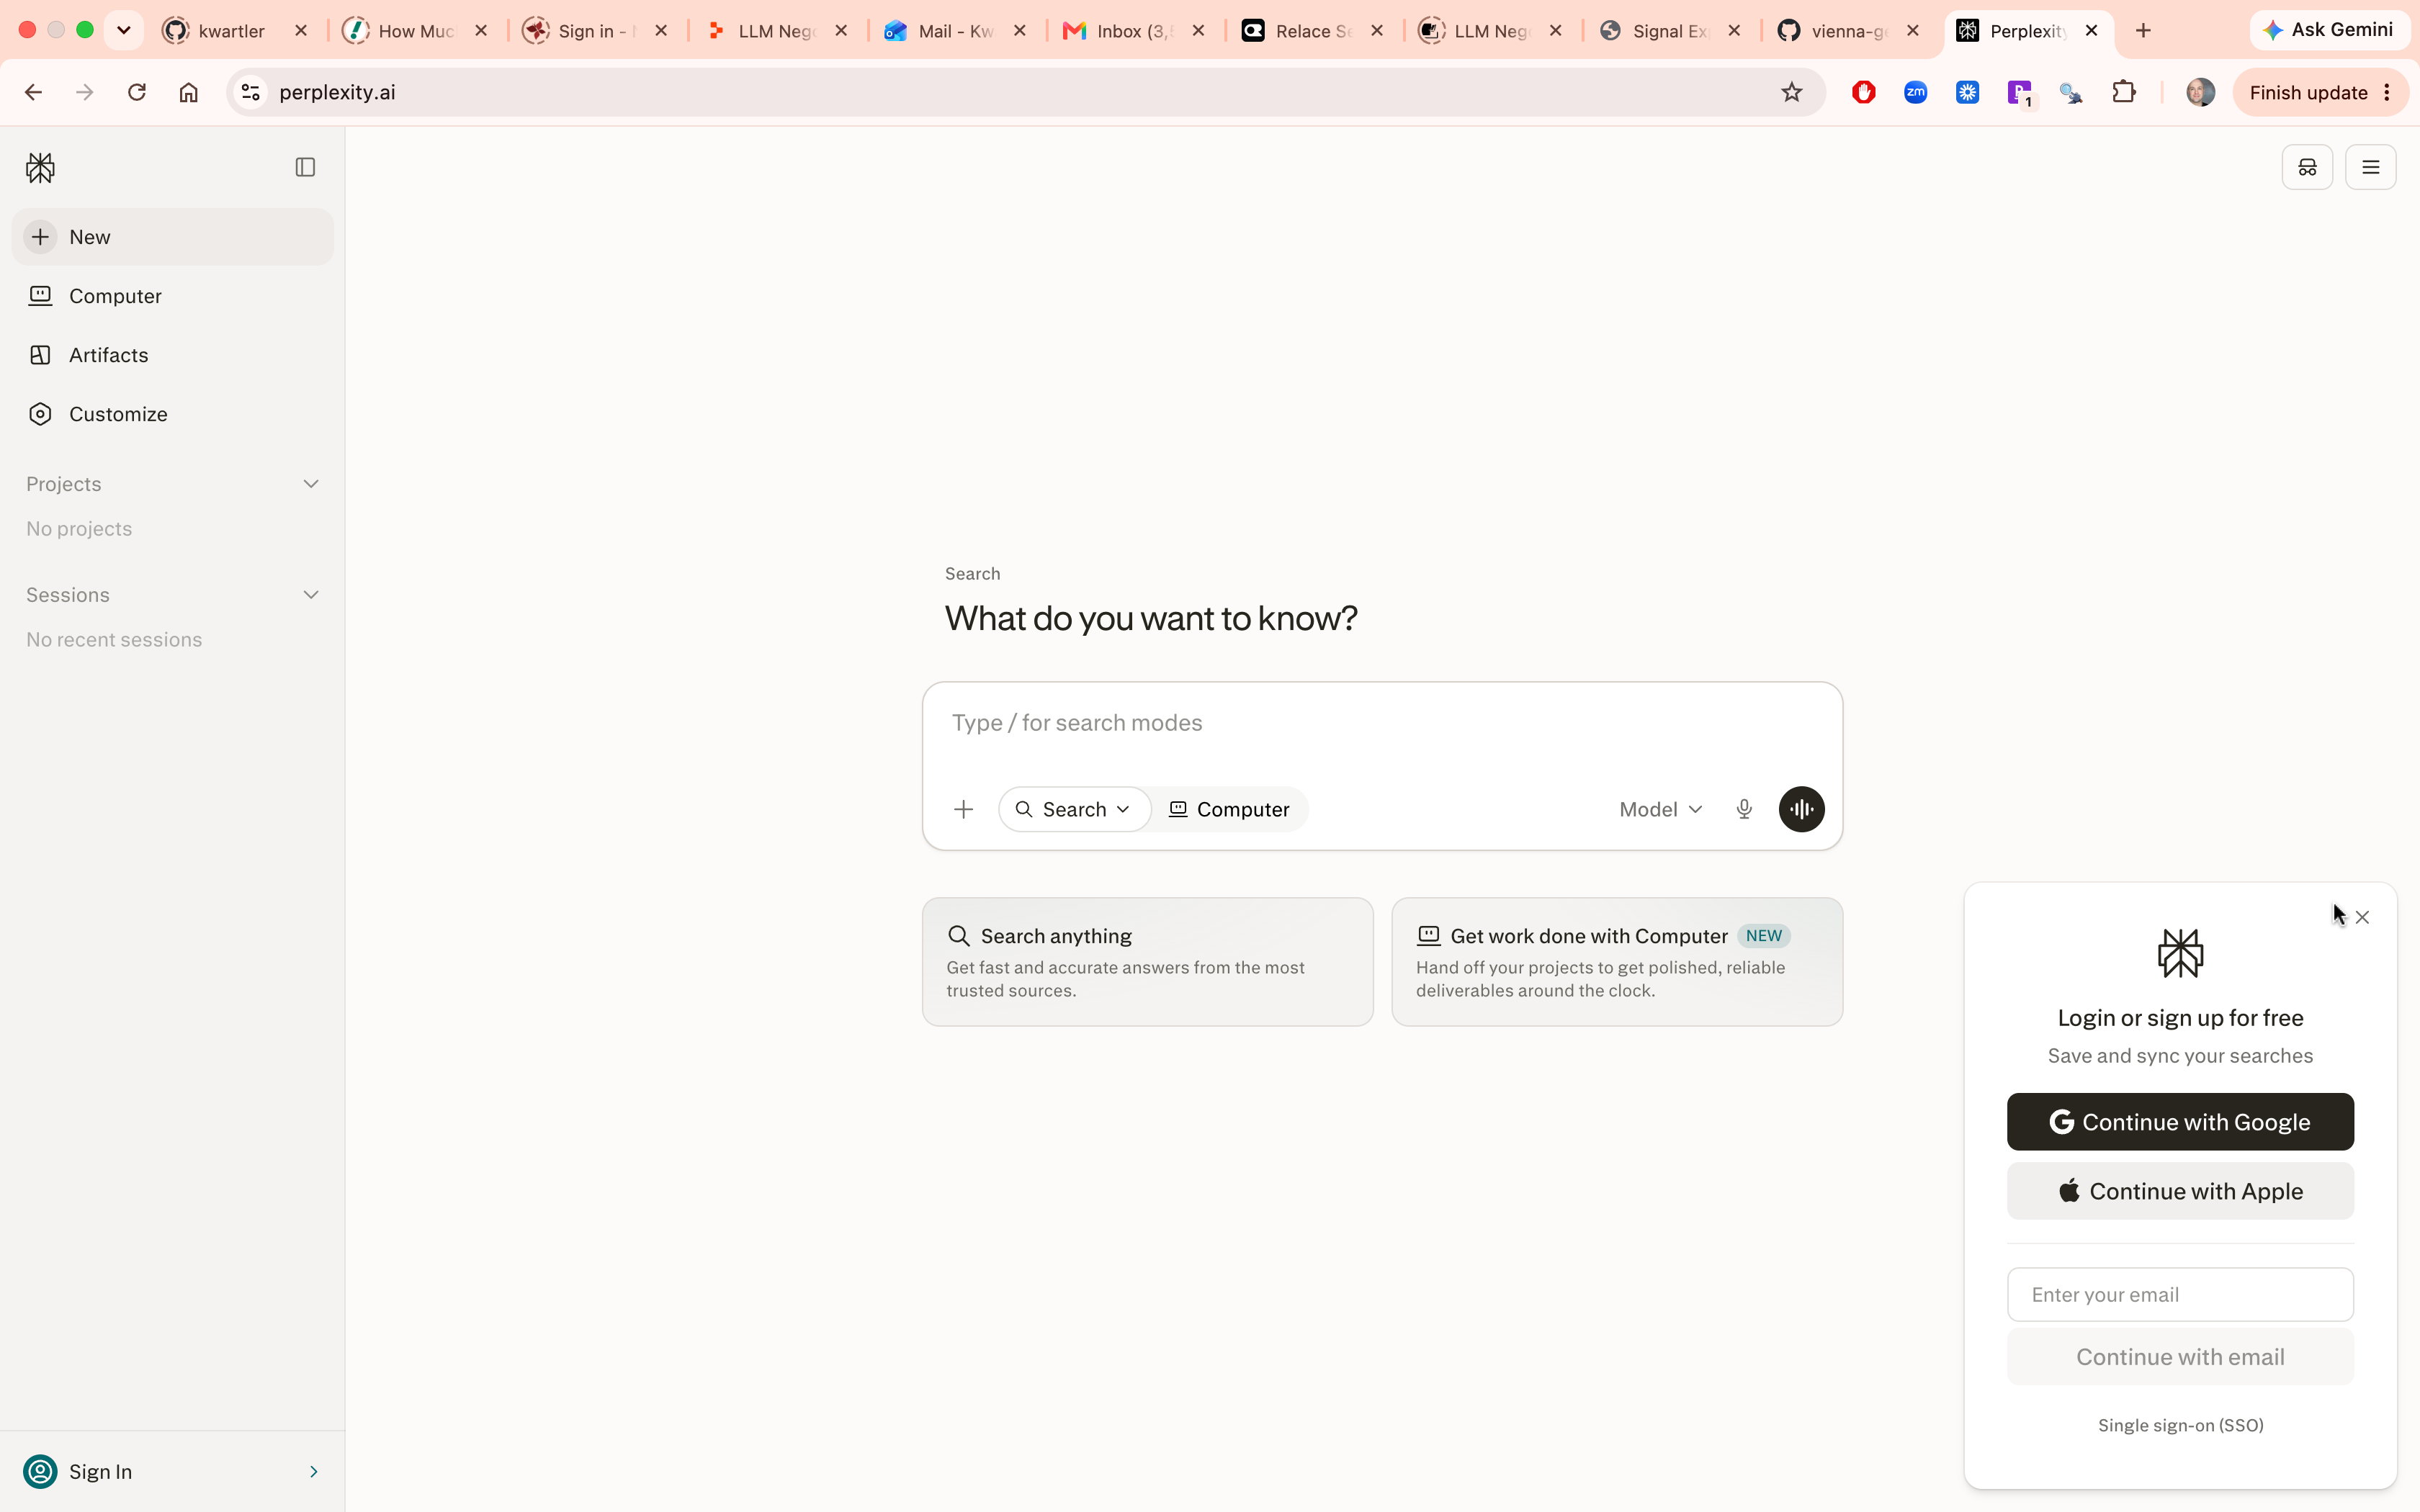 kwartler
How Muc
Sign in -
LLM Neg
Mail - Kw
Inbox (3,
Relace Se
LLM Neg
Signal Ex
vienna-g
Perplexity
Ask Gemini
perplexity.ai
zm
1
Finish update
New
Computer
Artifacts
Customize
Projects
No projects
Sessions
No recent sessions
Sign In
Search
What do you want to know?
Type / for search modes
Search
Computer
Model
Search anything
Get fast and accurate answers from the most
trusted sources.
Get work done with Computer NEW
Hand off your projects to get polished, reliable
deliverables around the clock.
Login or sign up for free
Save and sync your searches
Continue with Google
Continue with Apple
Enter your email
Continue with email
Single sign-on (SSO)